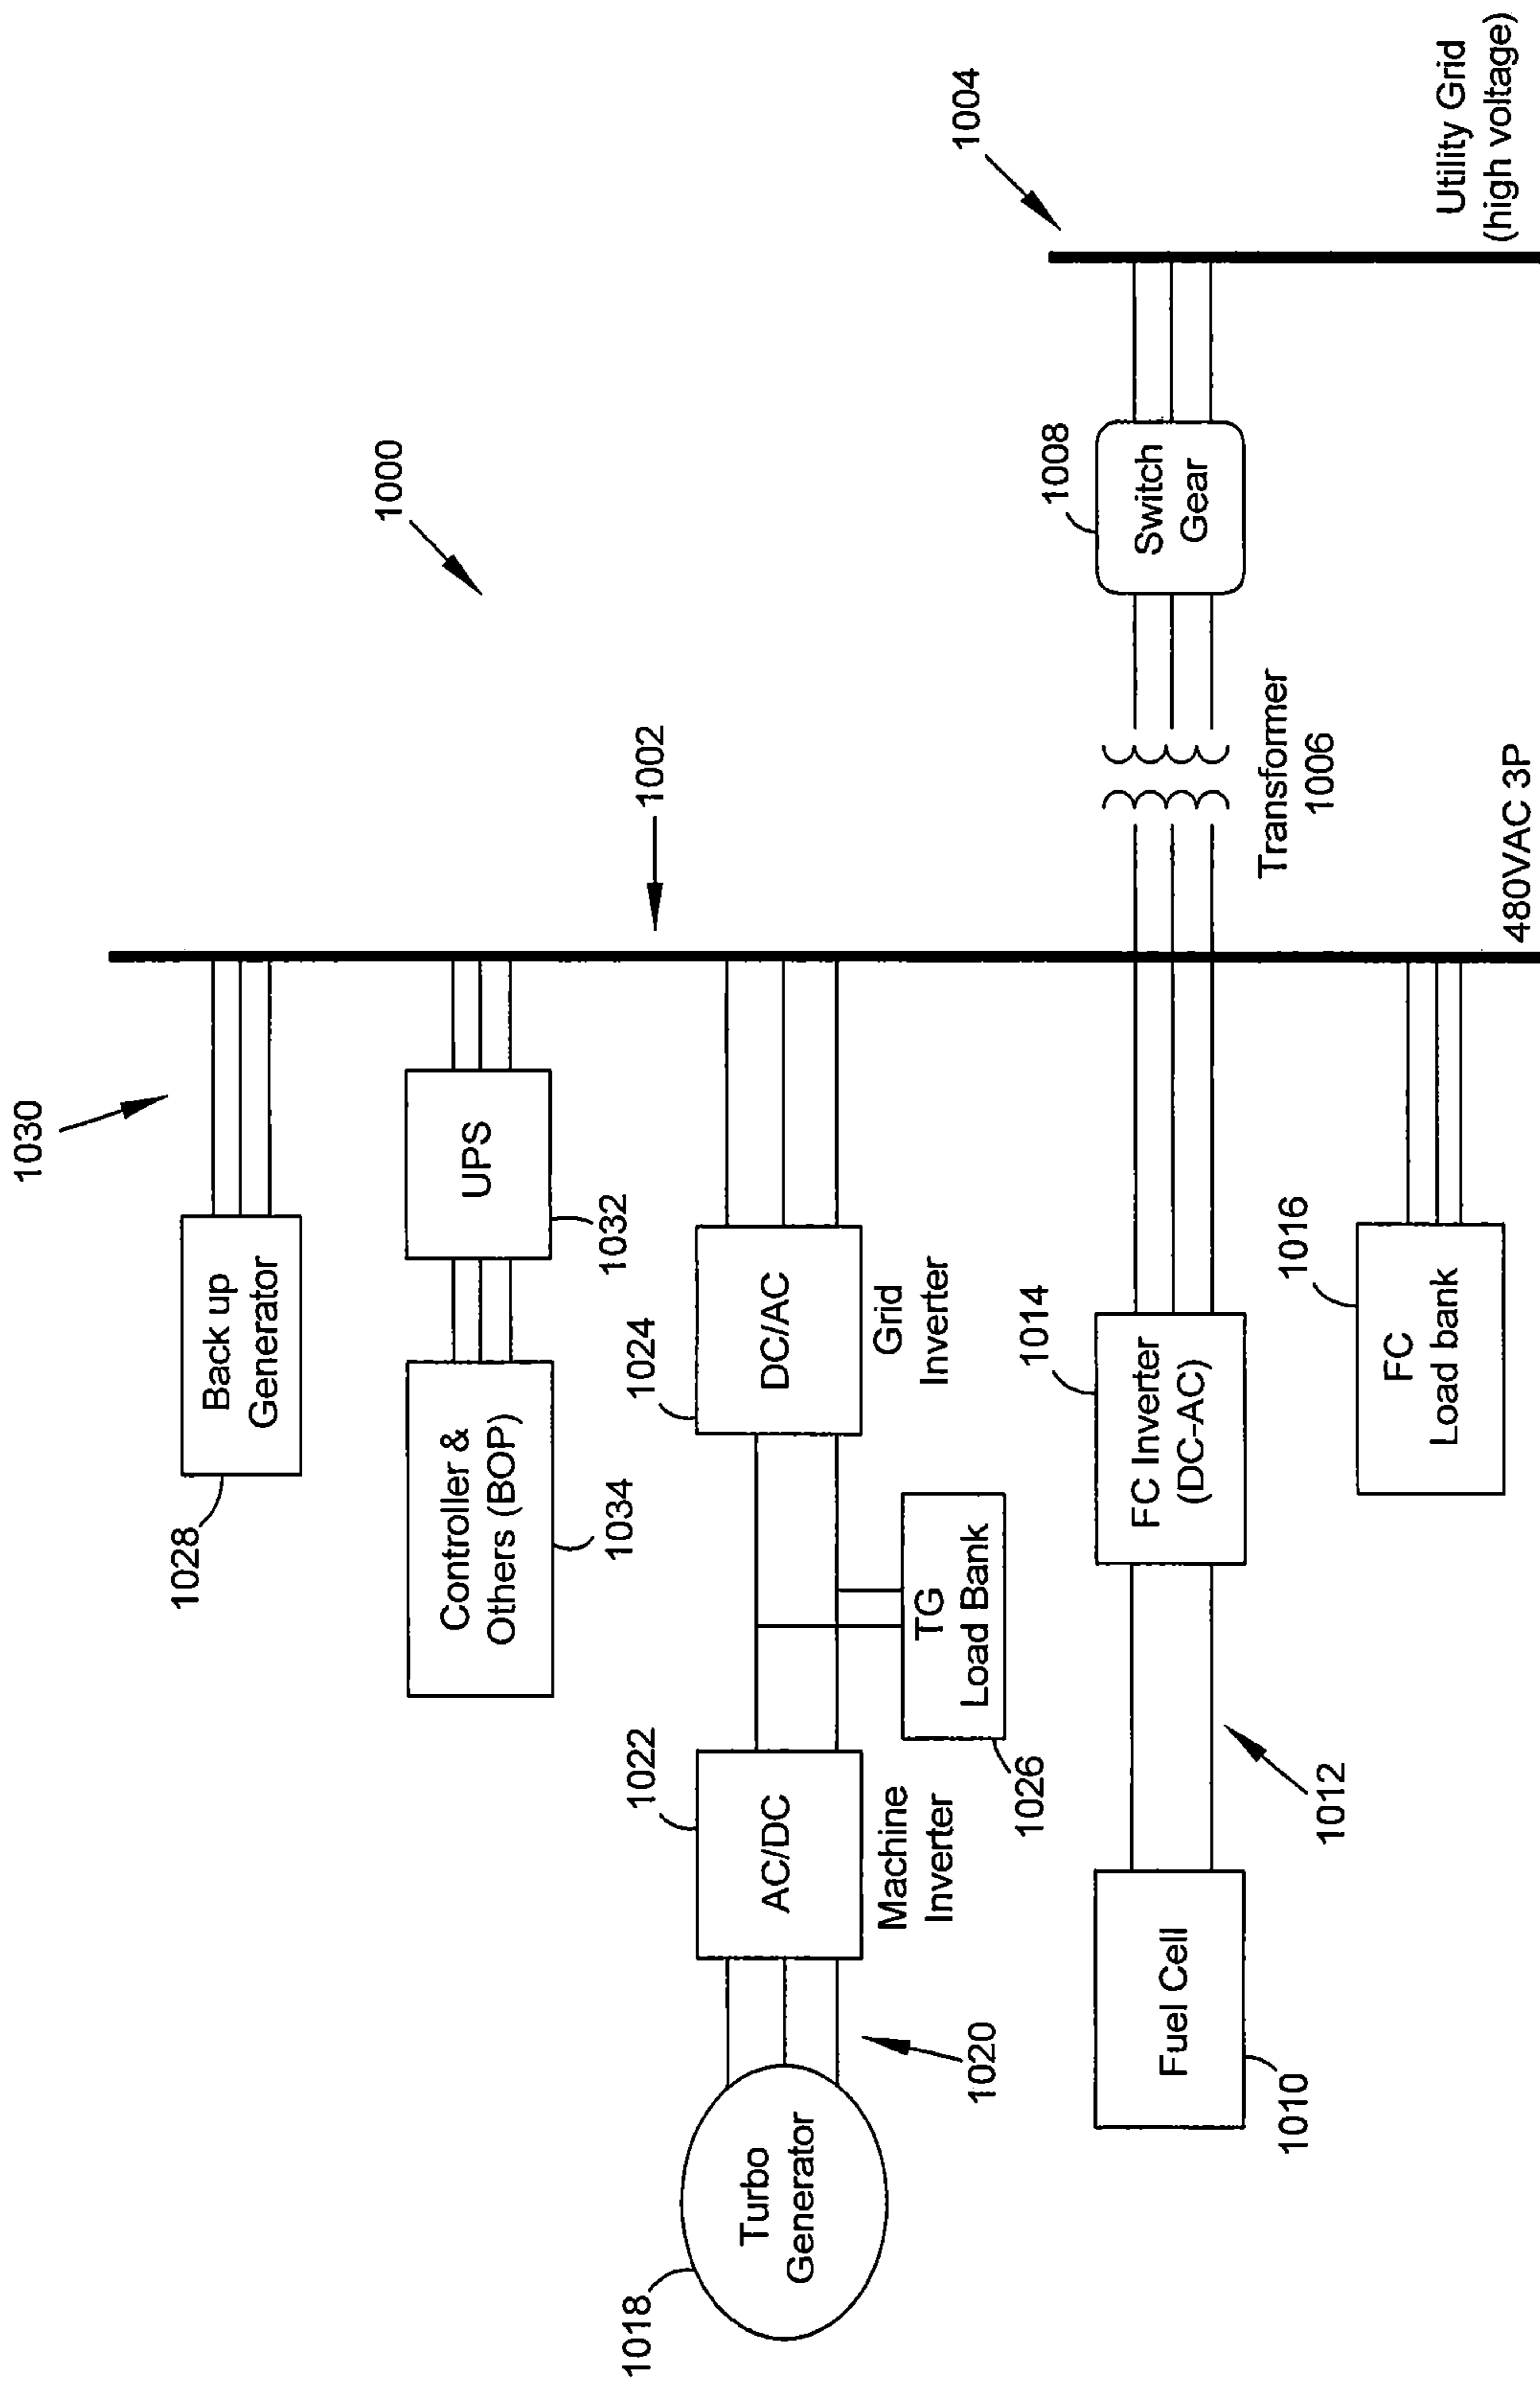 1030
1028
Back up
Generator
1000
1034
Controller &
Others (BOP)
UPS
1032
1002
1018
Turbo
Generator
1020
1022
AC/DC
Machine
Inverter
TG
Load Bank
1026
1024
DC/AC
Grid
Inverter
1004
1010
Fuel Cell
1012
1014
FC Inverter
(DC-AC)
Transformer
1006
1008
Switch
Gear
1016
FC
Load bank
480VAC 3P
Utility Grid
(high voltage)